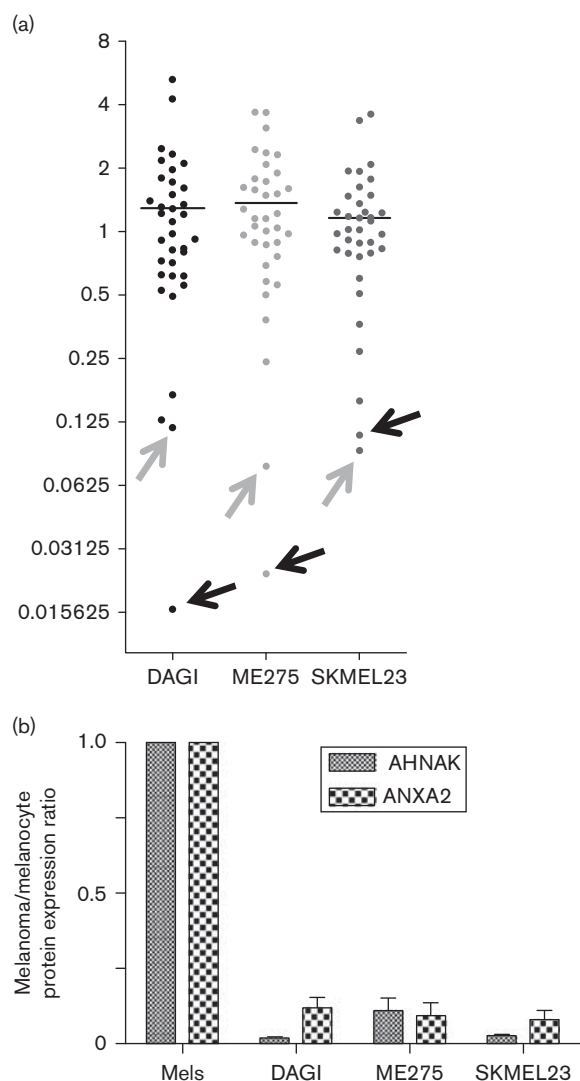 (a)
8
4
2
1
0.5
0.25
0.125
0.0625
0.03125
0.015625
DAGI ME275 SKMEL23
(b)
Melanoma/melanocyte
protein expression ratio
1.0
0.5
0
AHNAK
ANXA2
Mels DAGI ME275 SKMEL23